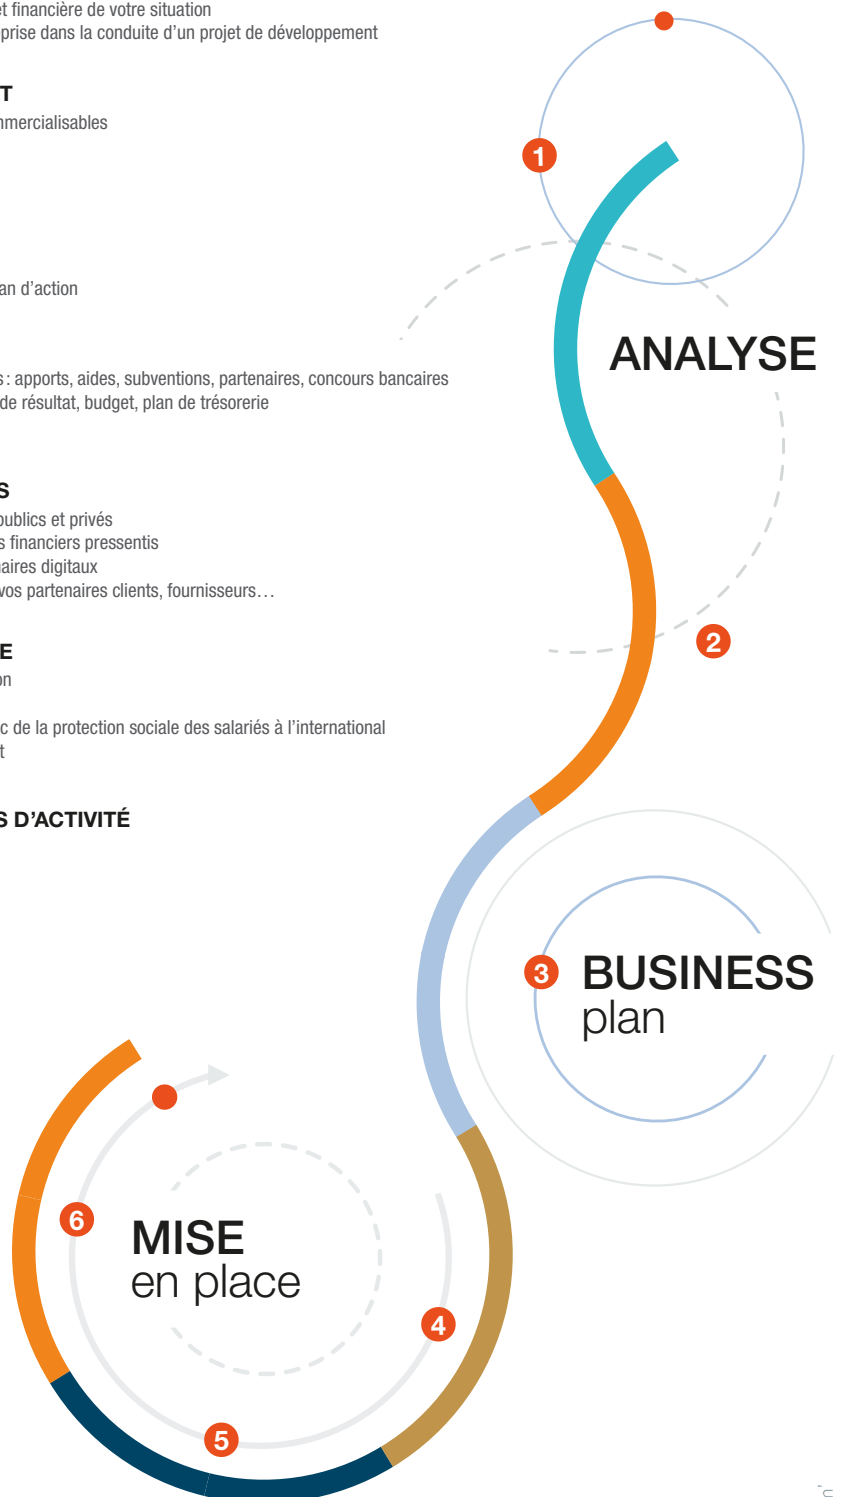 et financière de votre situation
prise dans la conduite d’un projet de développement
T
mmercialisables
an d’action
s : apports, aides, subventions, partenaires, concours bancaires
de résultat, budget, plan de trésorerie
S
publics et privés
s financiers pressentis
naires digitaux
vos partenaires clients, fournisseurs…
E
on
c de la protection sociale des salariés à l’international
t
S D’ACTIVITÉ
1
ANALYSE
2
3
BUSINESS
plan
MISE
en place
4
5
6